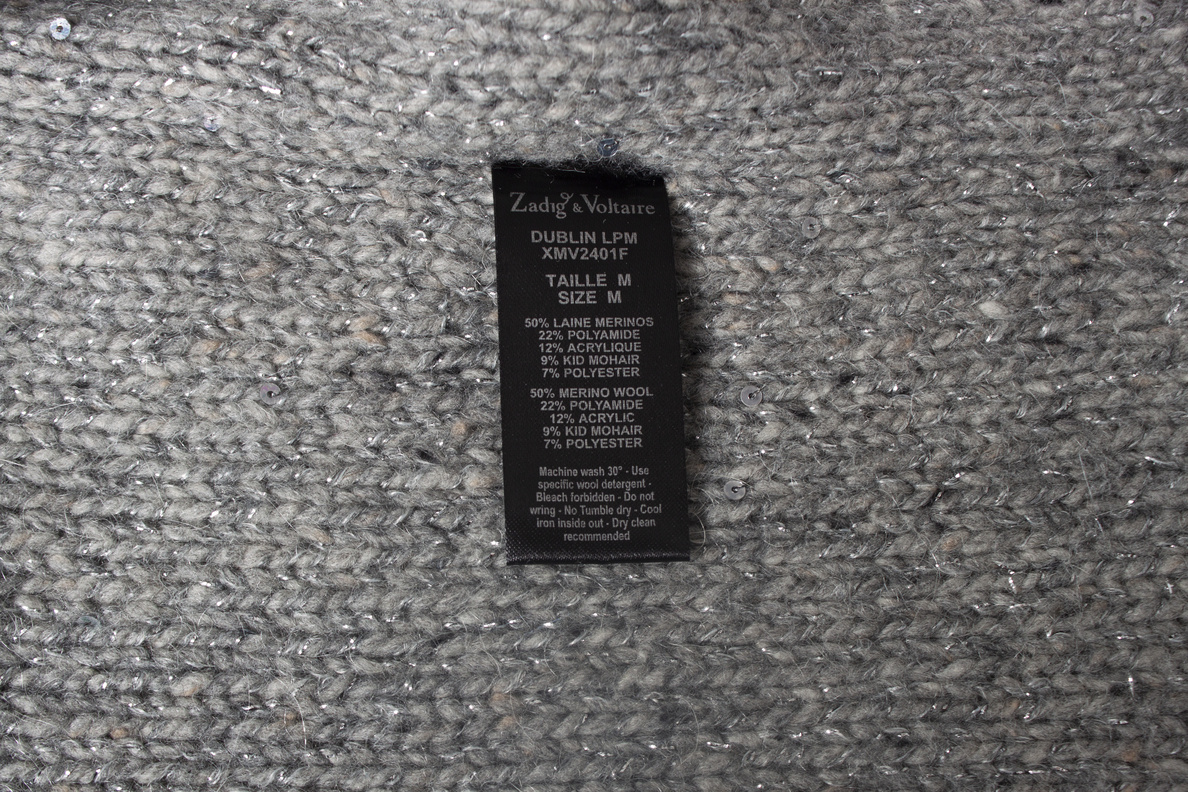 Zadig & Voltaire
DUBLIN LPM
XMV2401F
TAILLE M
SIZE M
50% LAINE MERINOS
22% POLYAMIDE
12% ACRYLIQUE
9% KID MOHAIR
7% POLYESTER
50% MERINO WOOL
22% POLYAMIDE
12% ACRYLIC
9% KID MOHAIR
7% POLYESTER
Machine wash 30° - Use
specific wool detergent -
Bleach forbidden - Do not
wring - No Tumble dry - Cool
iron inside out - Dry clean
recommended